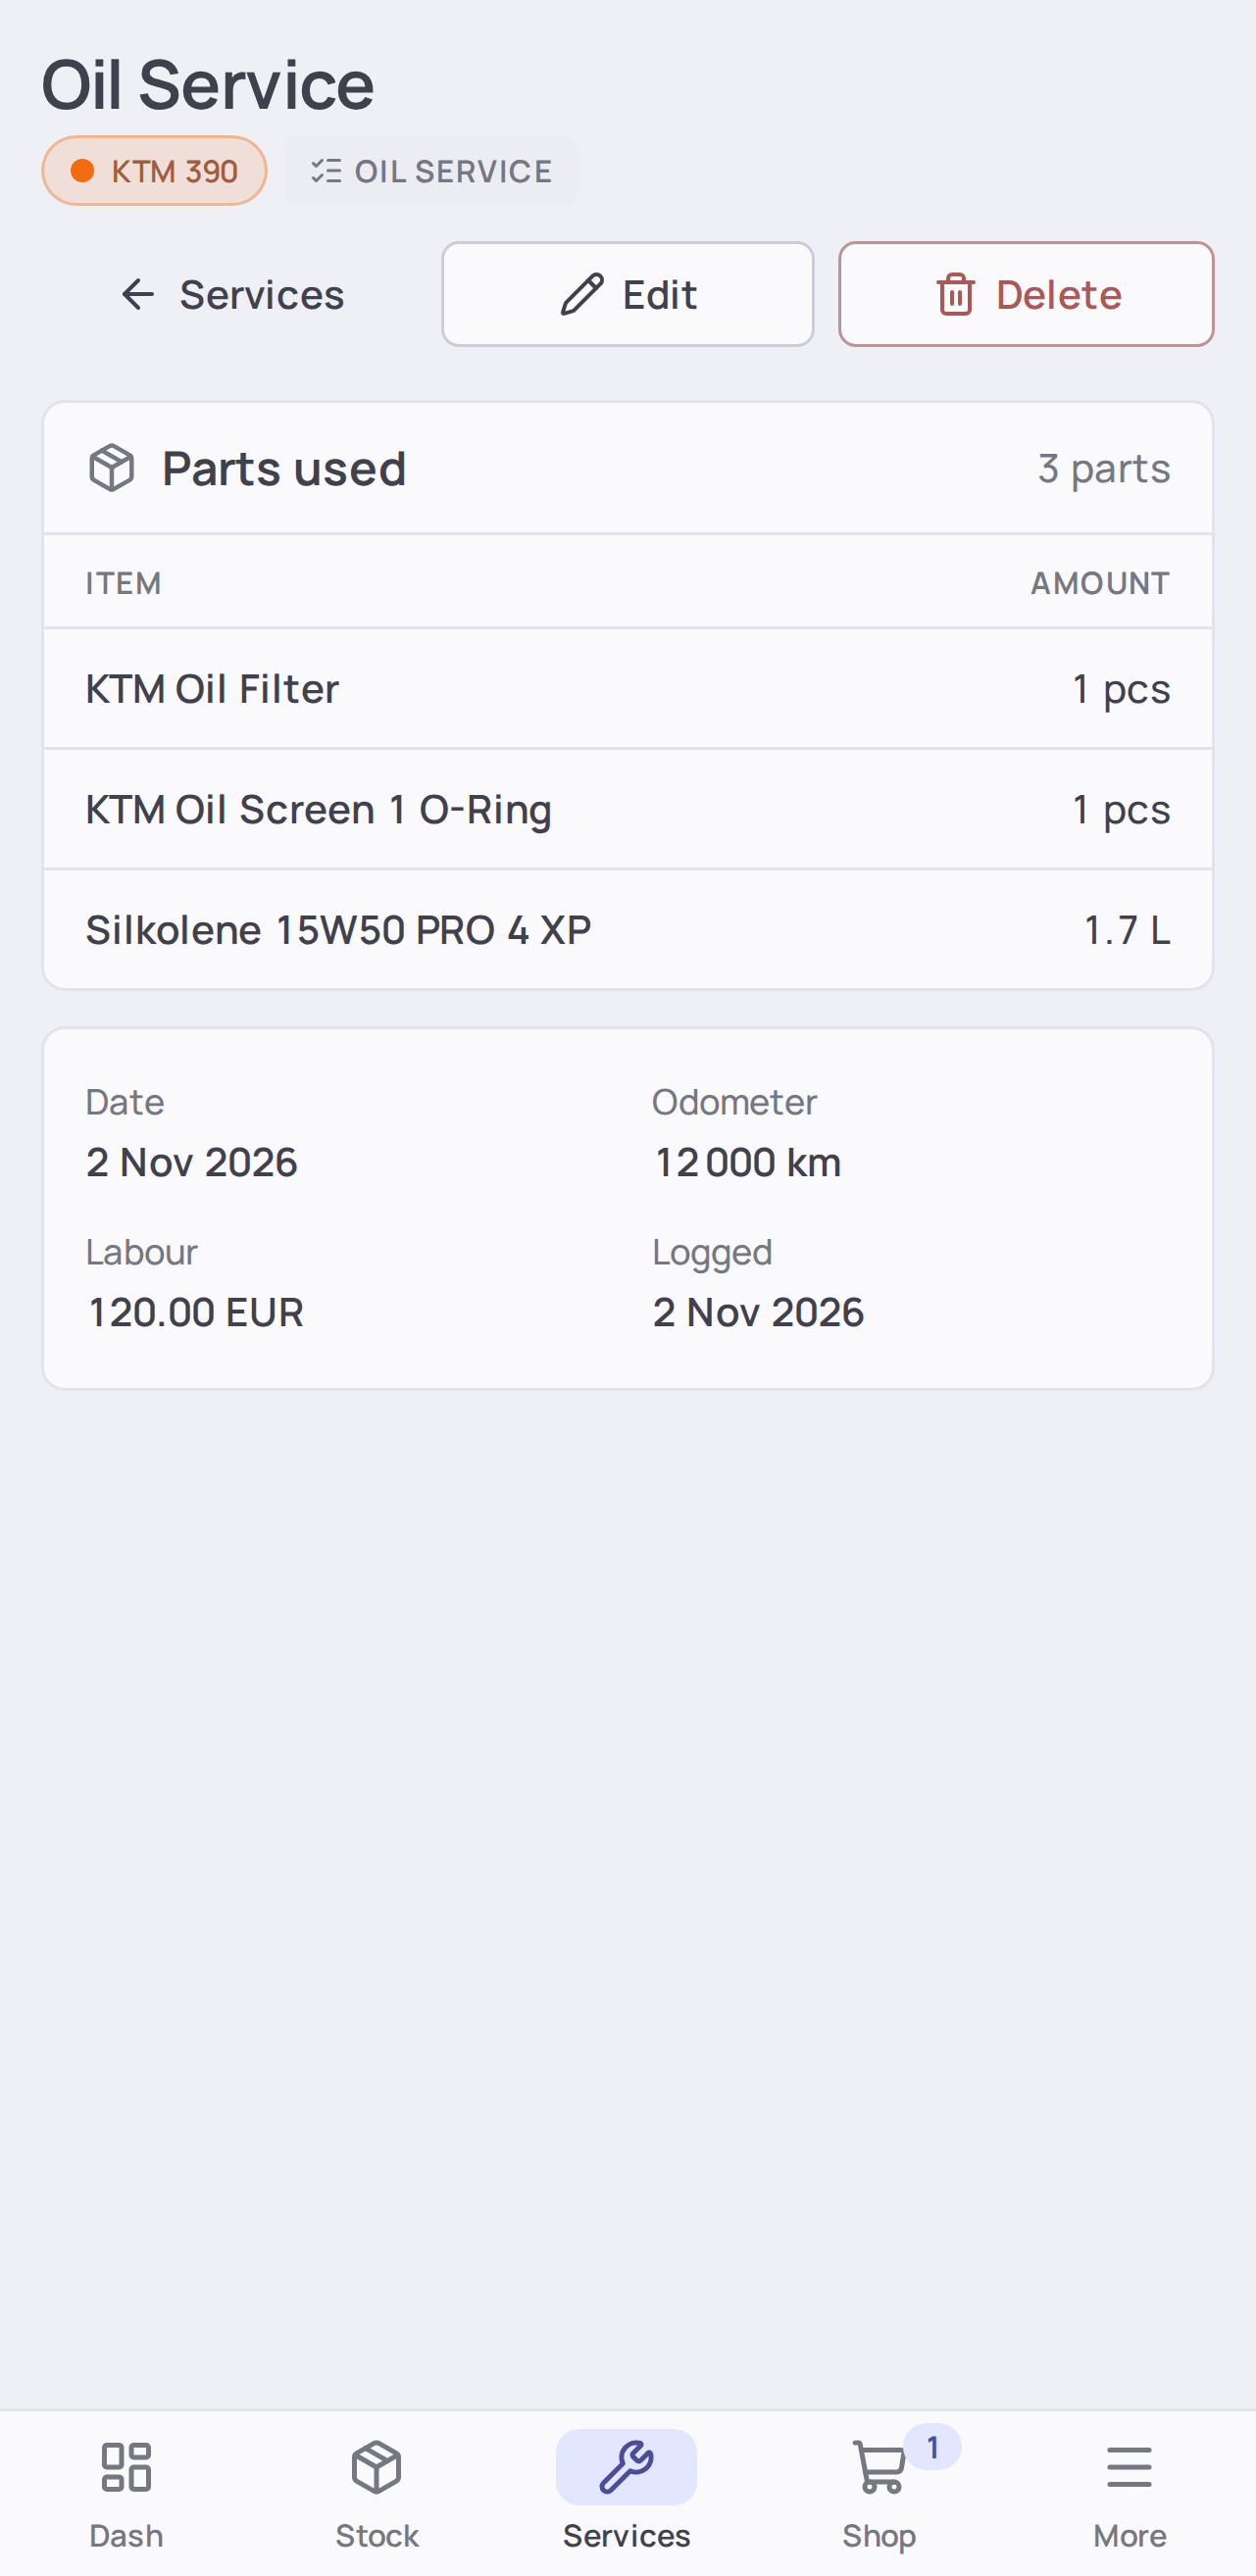 Oil Service
KTM 390
OIL SERVICE
Services
Edit
Delete
Parts used
3 parts
ITEM
AMOUNT
KTM Oil Filter
1 pcs
KTM Oil Screen 1 O-Ring
1 pcs
Silkolene 15W50 PRO 4 XP
1.7 L
Date
Odometer
2 Nov 2026
12 000 km
Labour
Logged
120.00 EUR
2 Nov 2026
1
Dash
Stock
Services
Shop
More